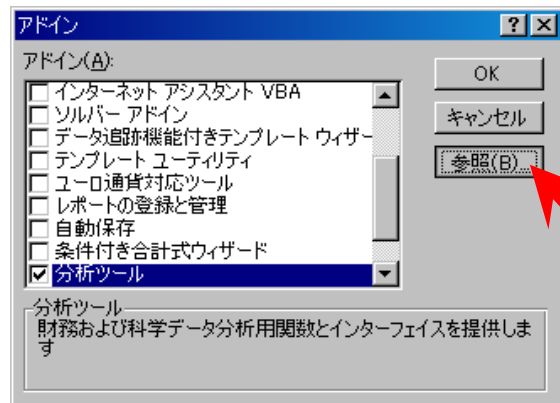 アドイン
アドイン(A):
インターネット アシスタント VBA
ソルバー アドイン
データ追跡機能付きテンプレート ウィザー
テンプレート ユーティリティ
ユーロ通貨対応ツール
レポートの登録と管理
自動保存
条件付き合計式ウィザード
分析ツール
OK
キャンセル
参照(B)...
分析ツール
財務および科学データ分析用関数とインターフェイスを提供しま
す